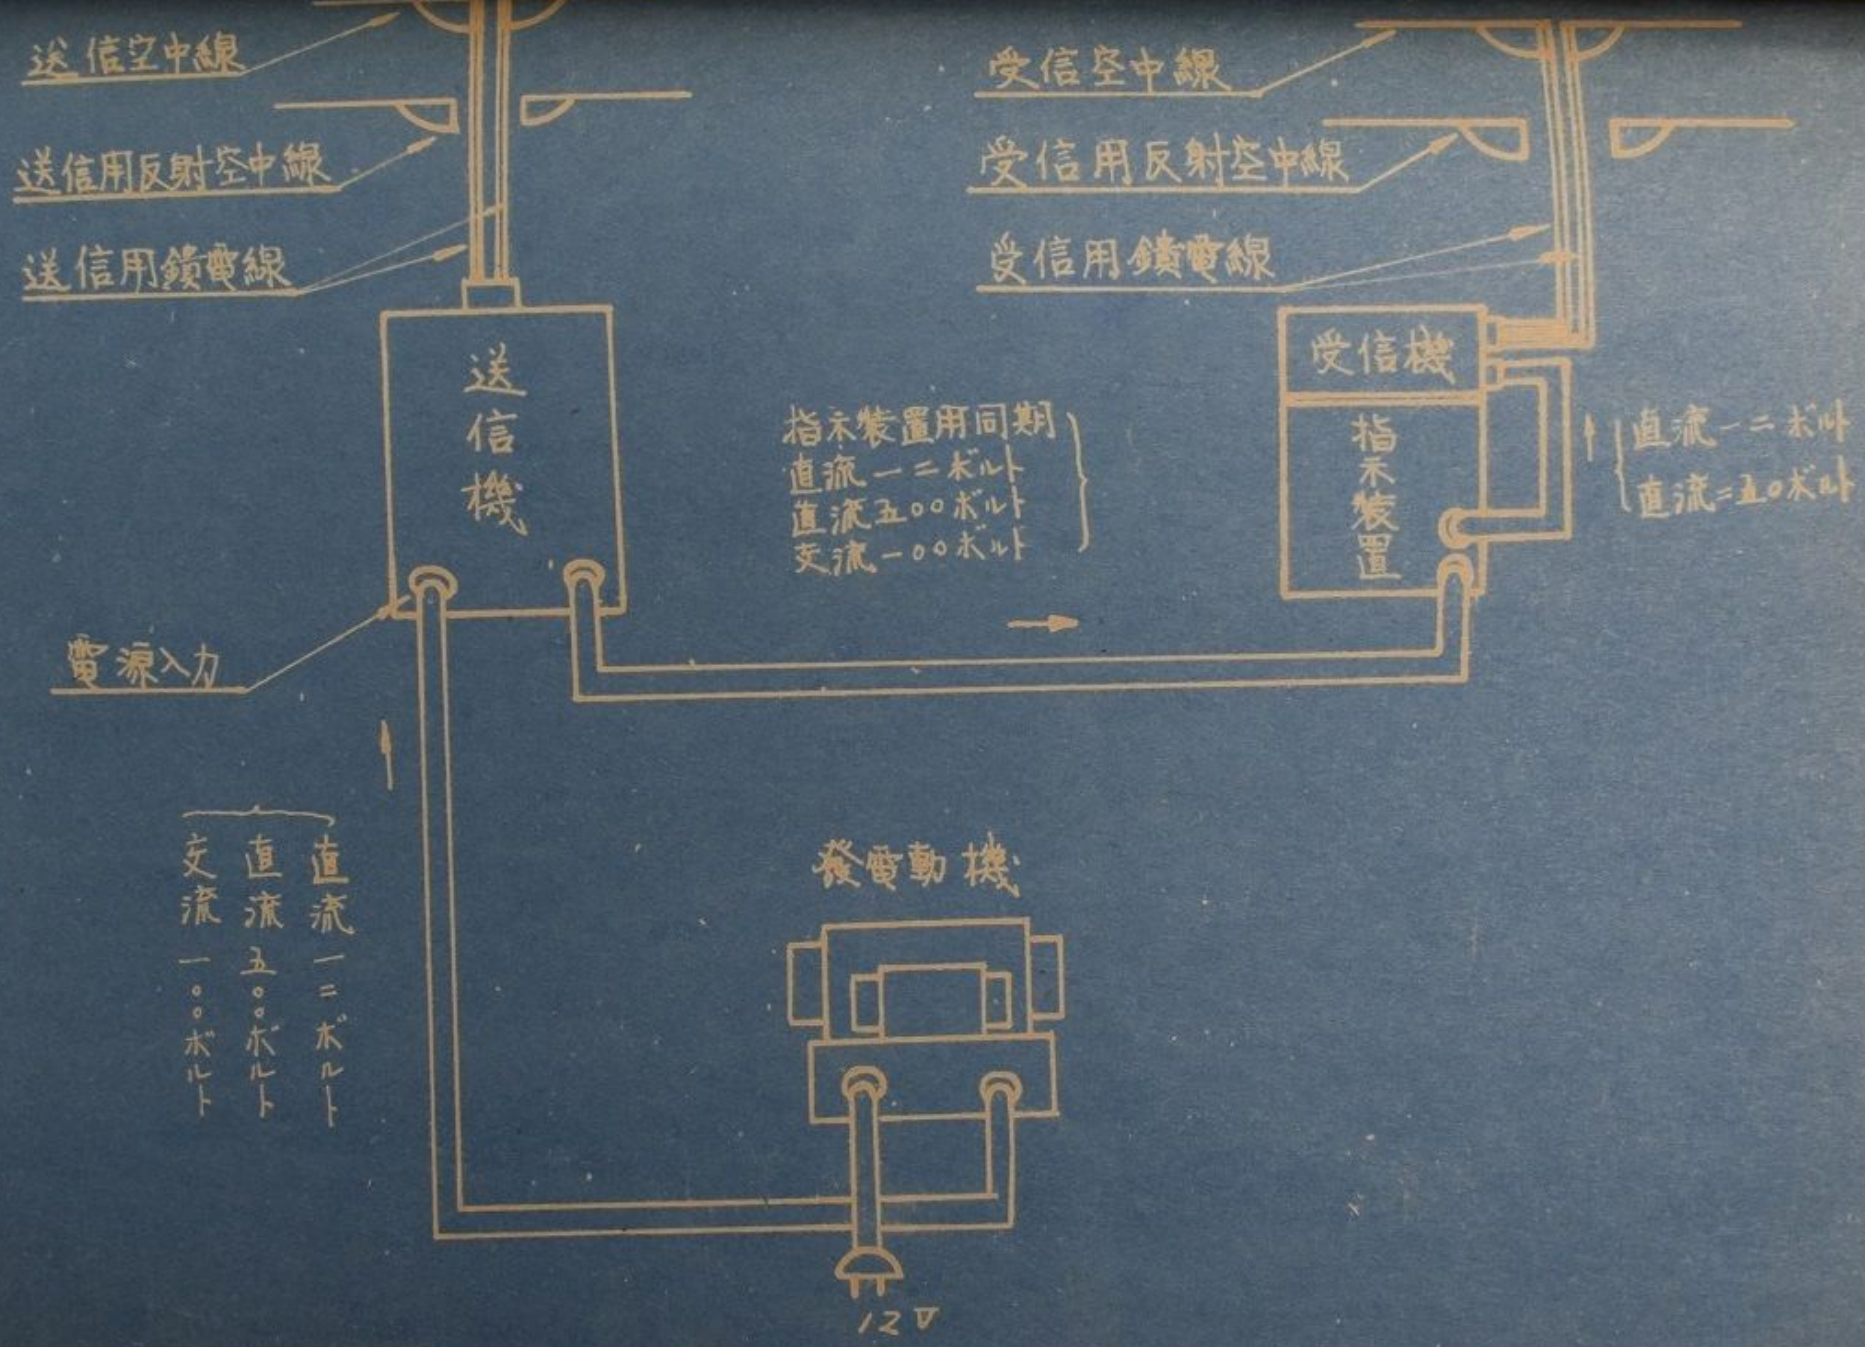 送信空中線
送信用反射空中線
送信用鎖電線
受信空中線
受信用反射空中線
受信用鎖電線
送信機
受信機
指示装置
指示装置用同期
直流一二ボルト
直流五〇〇ボルト
交流一〇〇ボルト
直流一二ボルト
直流二五〇ボルト
電源入力
直流一二ボルト
直流五〇〇ボルト
交流一〇〇ボルト
發電動機
12V